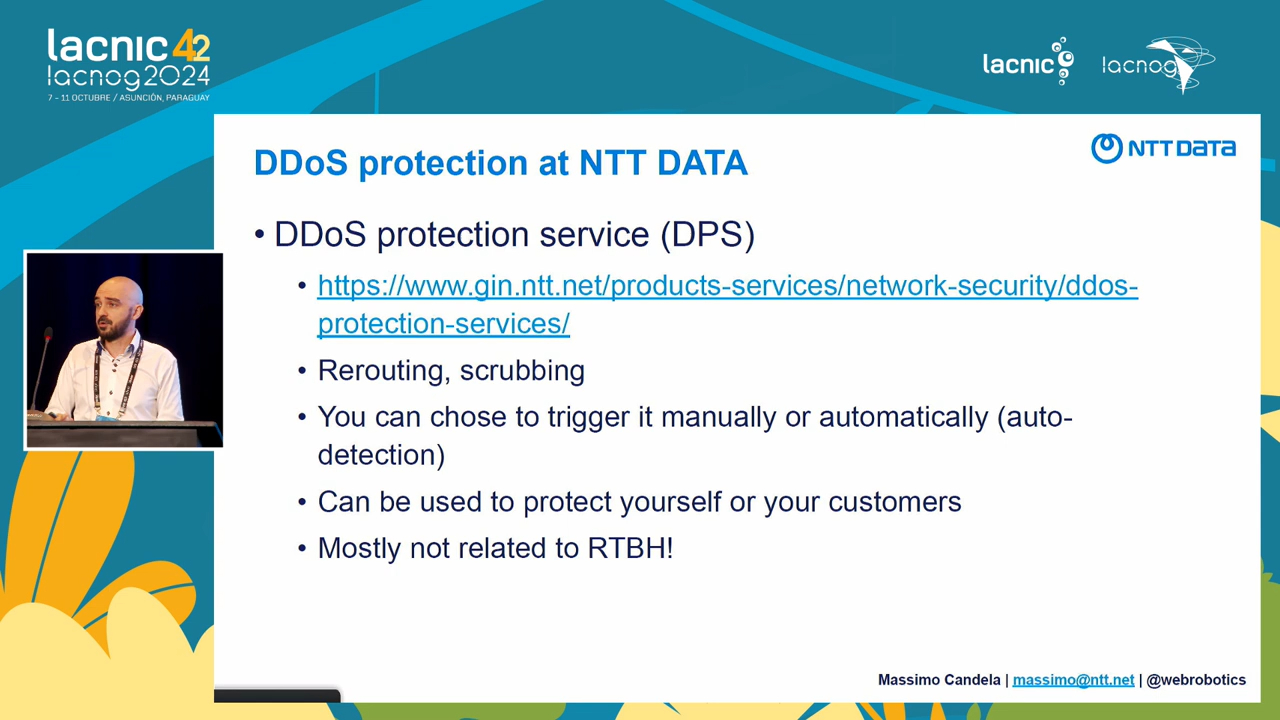 lacnic 42
lacnog2024
7 - 11 OCTUBRE / ASUNCIÓN, PARAGUAY
lacnic
lacnog
NTT DATA
DDoS protection at NTT DATA
• DDoS protection service (DPS)
• https://www.gin.ntt.net/products-services/network-security/ddos-
protection-services/
• Rerouting, scrubbing
• You can chose to trigger it manually or automatically (auto-
detection)
• Can be used to protect yourself or your customers
• Mostly not related to RTBH!
Massimo Candela | massimo@ntt.net | @webrobotics